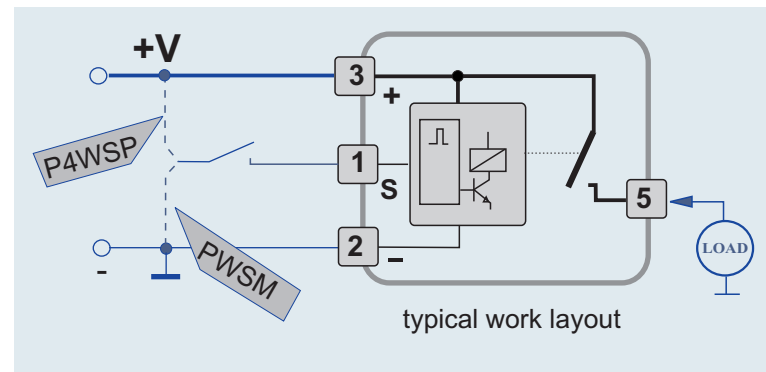 +V
3
+
P4WSP
1
S
5
2
–
-
PWSM
LOAD
typical work layout